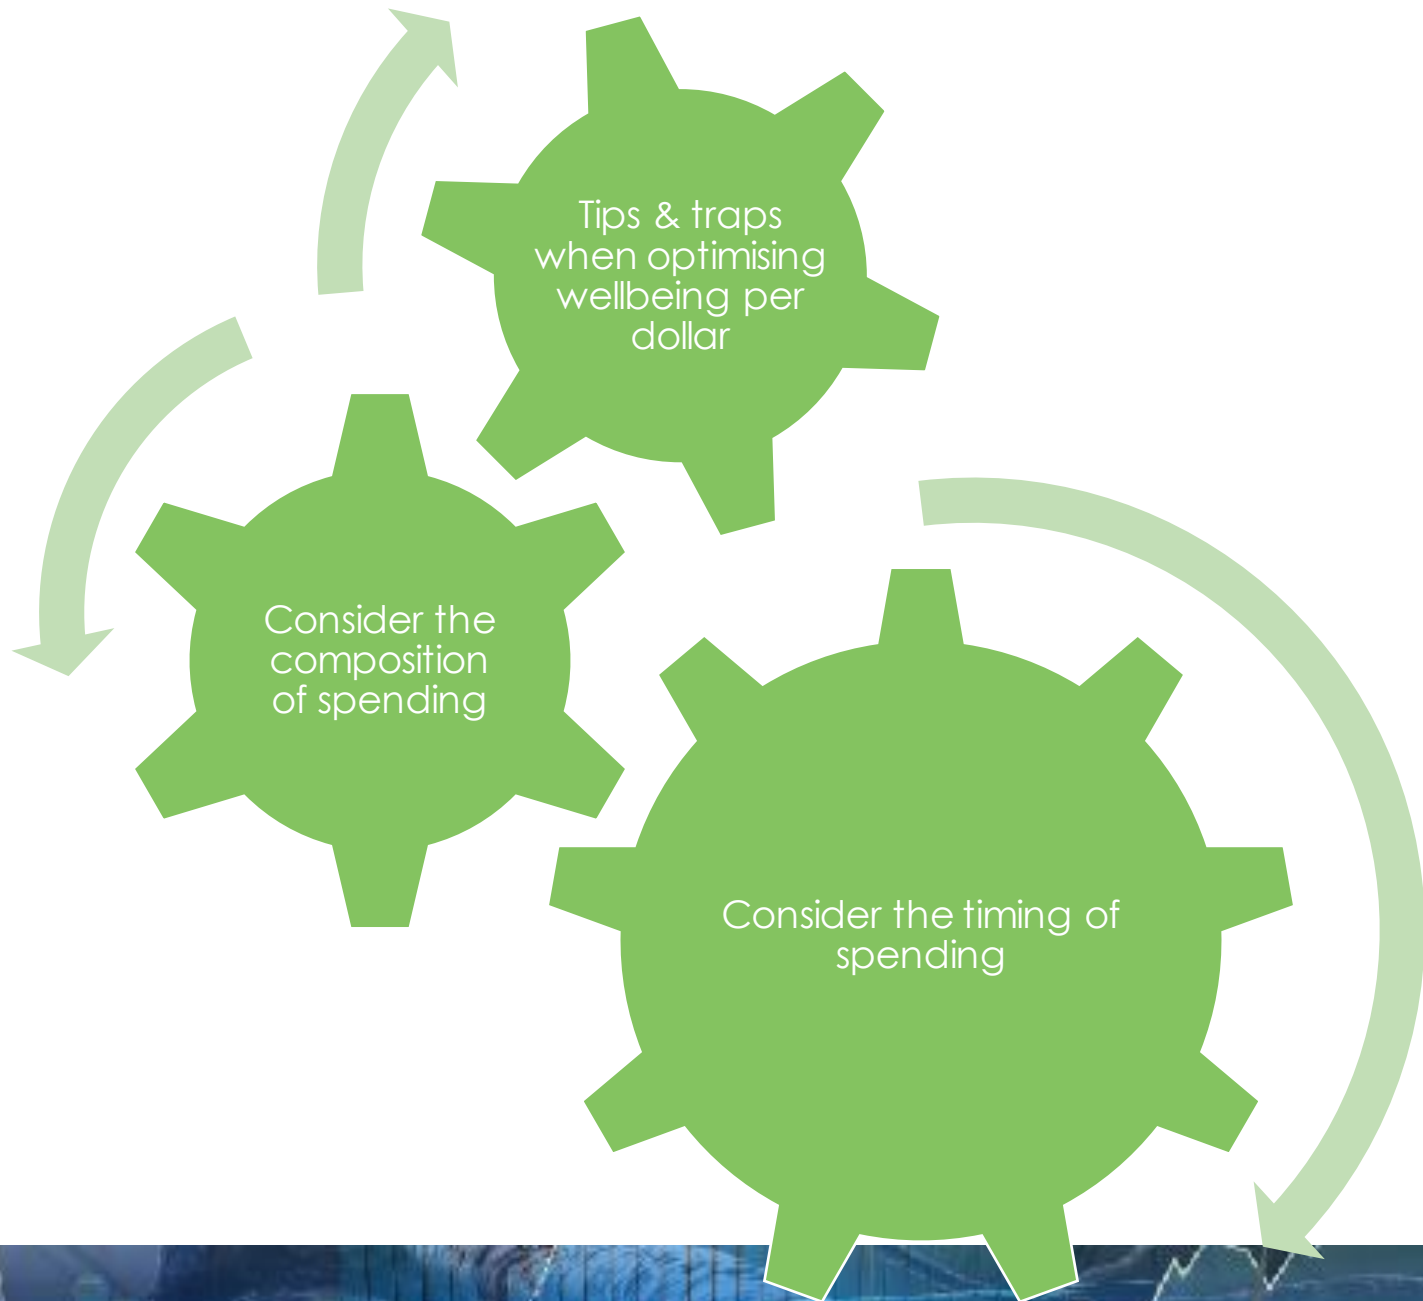 Tips & traps
when optimising
wellbeing per
dollar
Consider the
composition
of spending
Consider the timing of
spending